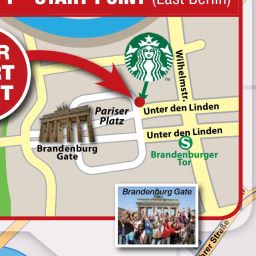 START POINT (East Berlin)
Wilhelmstr.
Pariser
Platz
Unter den Linden
Unter den Linden
Brandenburg
Gate
S
Brandenburger
Tor
Brandenburg Gate